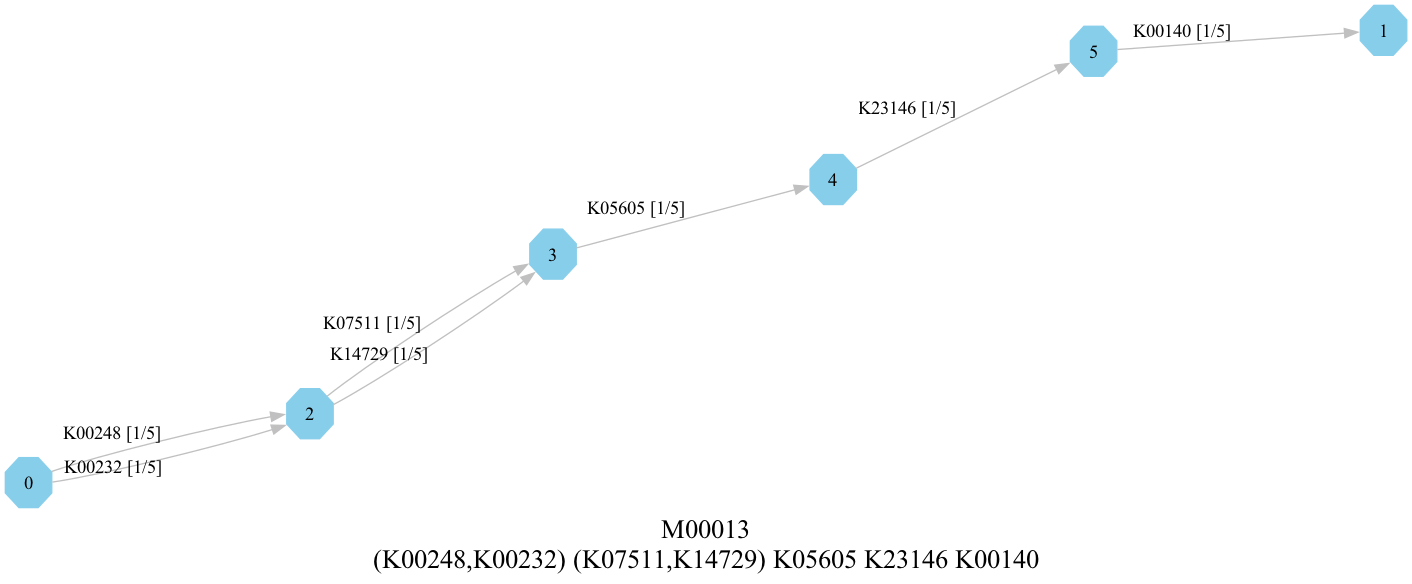 K00140 [1/5]
1
5
K23146 [1/5]
4
K05605 [1/5]
3
K07511 [1/5]
K14729 [1/5]
2
K00248 [1/5]
K00232 [1/5]
0
M00013
(K00248,K00232) (K07511,K14729) K05605 K23146 K00140